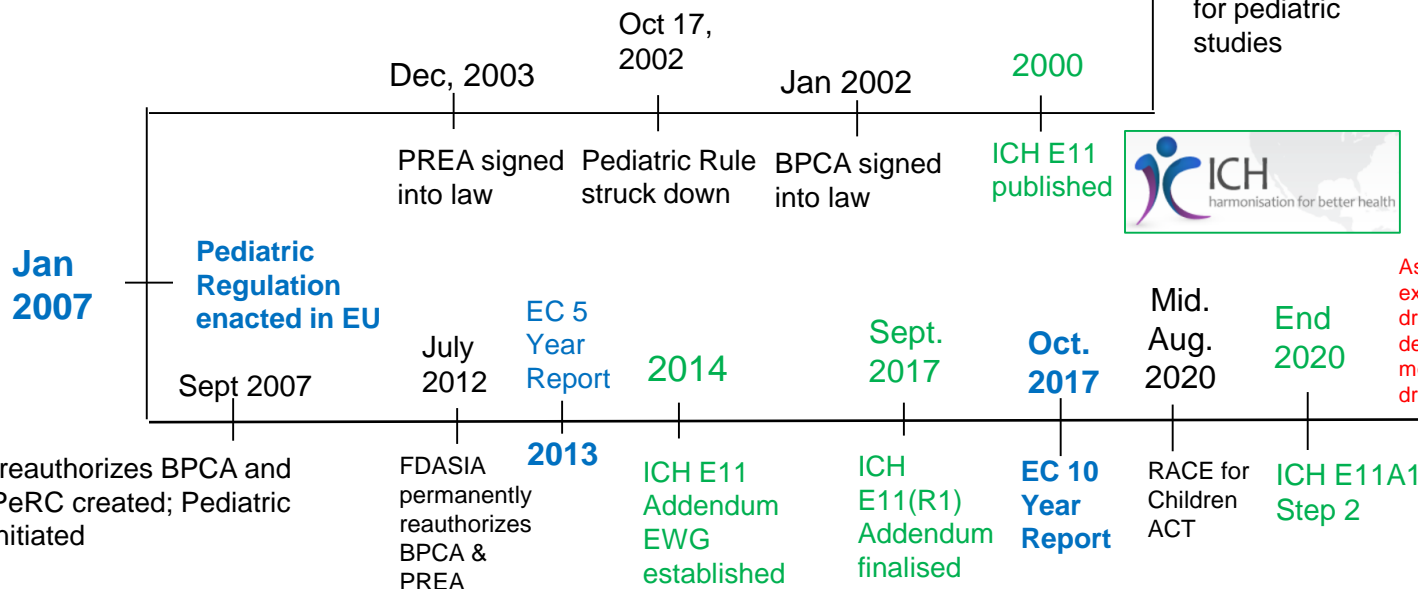 for pediatric
studies
Oct 17,
2002
Dec, 2003
Jan 2002
2000
PREA signed
into law
Pediatric Rule
struck down
BPCA signed
into law
ICH E11
published
ICH
harmonisation for better health
Jan
2007
Pediatric
Regulation
enacted in EU
Sept 2007
July
2012
EC 5
Year
Report
2014
Sept.
2017
Oct.
2017
Mid.
Aug.
2020
End
2020
reauthorizes BPCA and
PeRC created; Pediatric
FDASIA
permanently
reauthorizes
BPCA &
PREA
2013
ICH E11
Addendum
EWG
established
ICH
E11(R1)
Addendum
finalised
EC 10
Year
Report
RACE for
Children
ACT
ICH E11A1
Step 2